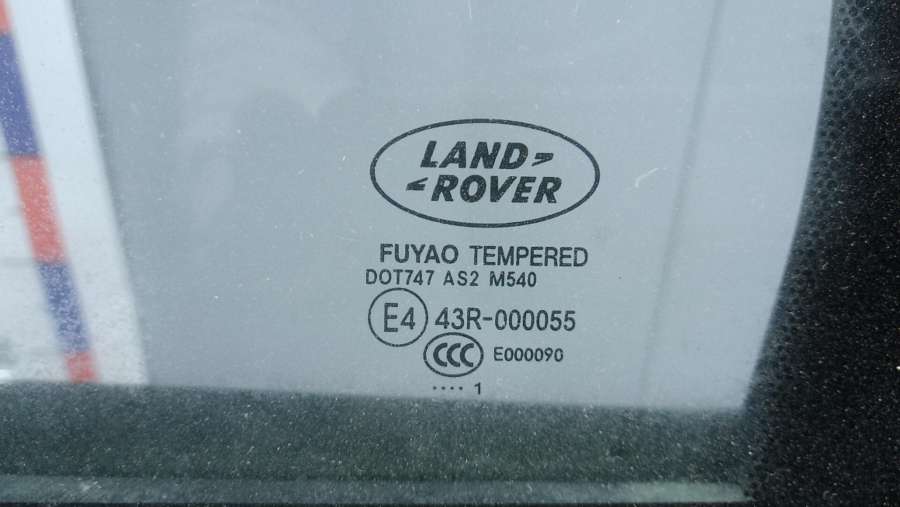 LAND
ROVER
FUYAO TEMPERED
DOT747 AS2 M540
E4 43R-000055
CCC E000090
.... 1